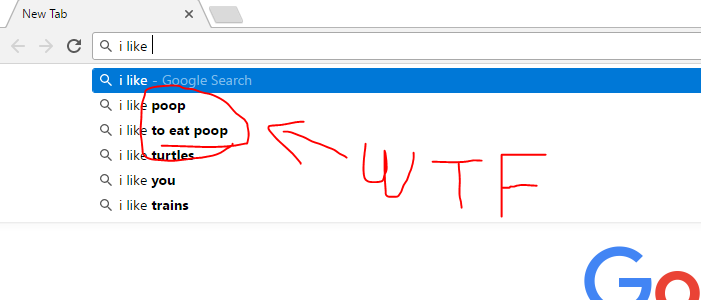 New Tab
i like
i like - Google Search
i like poop
i like to eat poop
i like turtles
i like you
i like trains
WTF
Go